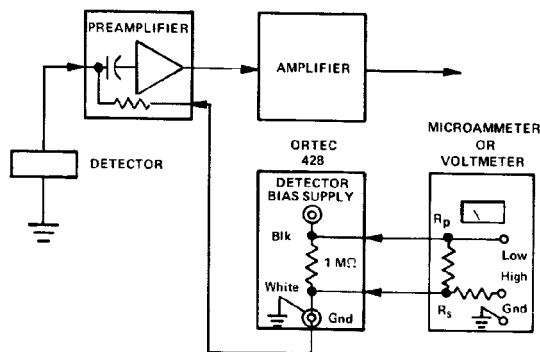 PREAMPLIFIER
AMPLIFIER
DETECTOR
ORTEC
428
DETECTOR
BIAS SUPPLY
Blk
1 MΩ
White
Gnd
MICROAMMETER
OR
VOLTMETER
Rp
Low
High
Rs
Gnd